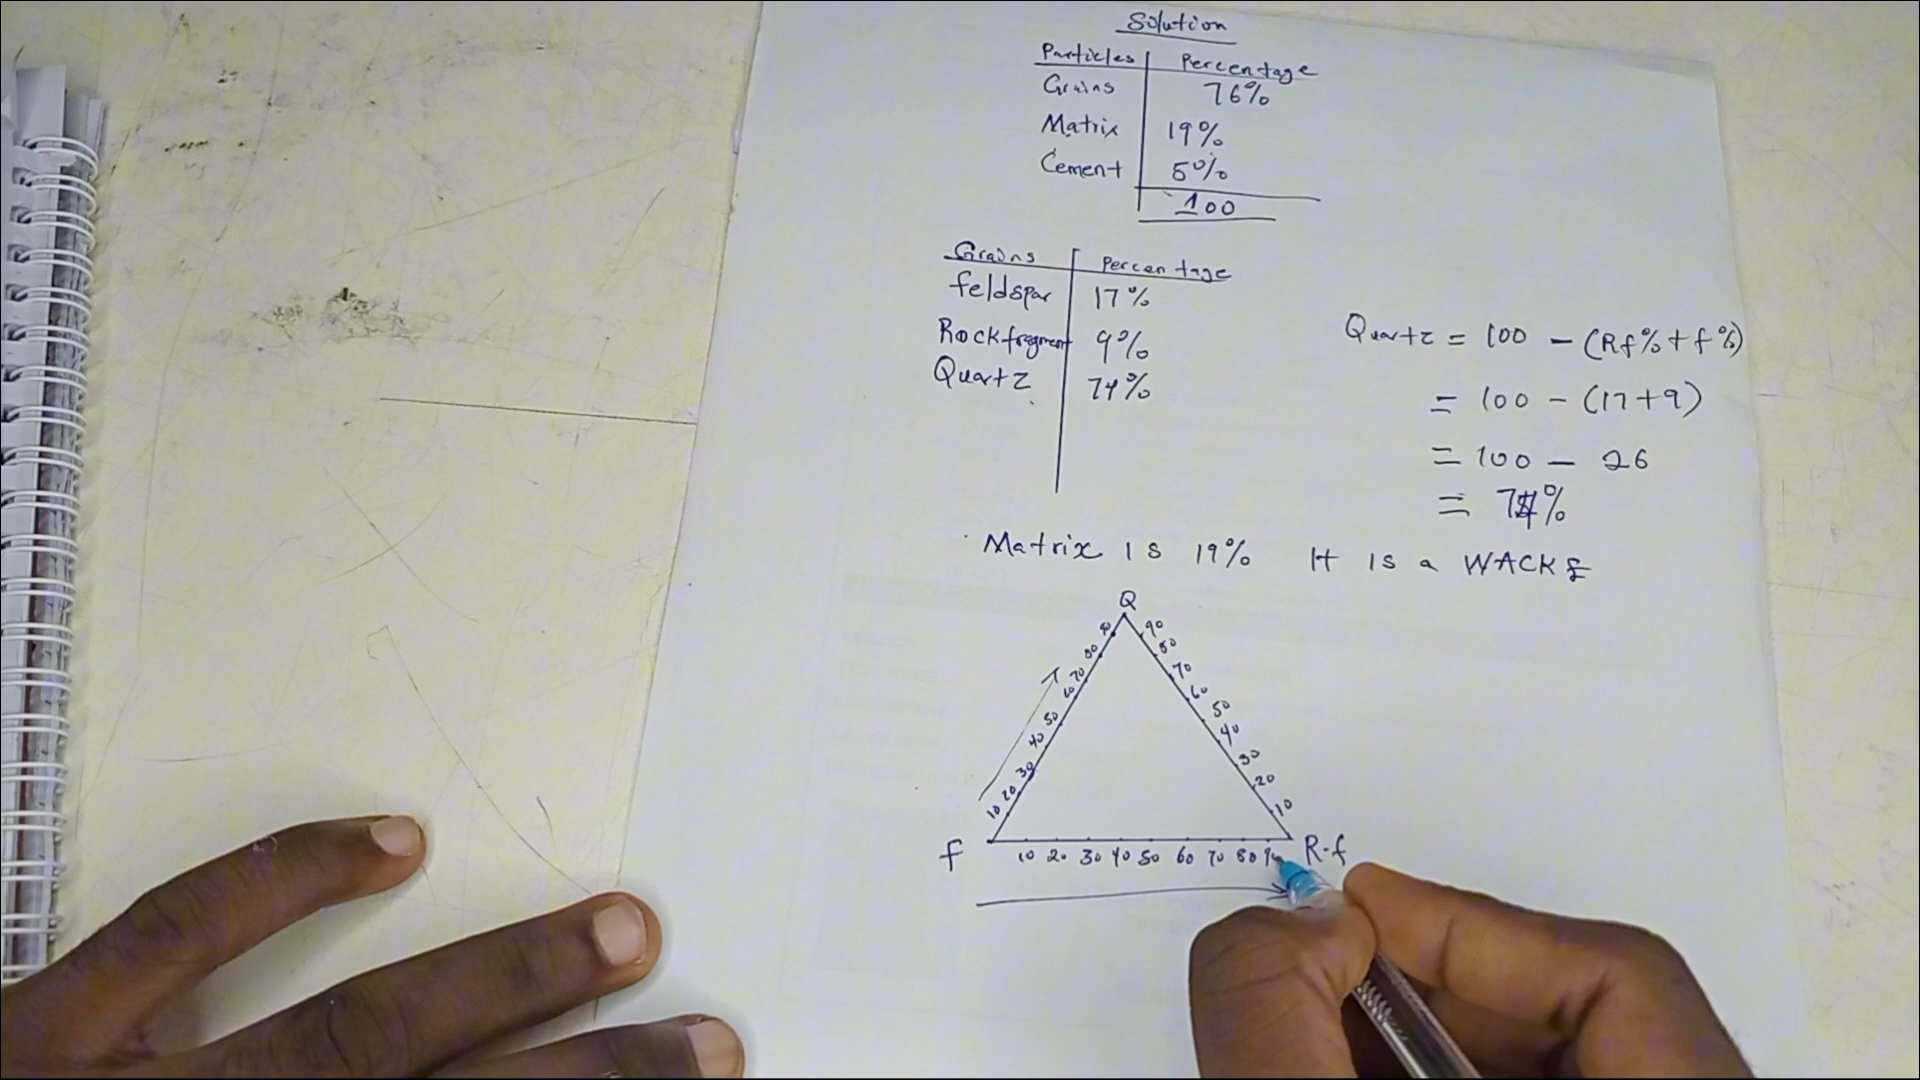 Solution
Particles Percentage
Grains 76%
Matrix 19%
Cement 5%
100
Grains Percentage
feldspar 17%
Rock fragment 9%
Quartz 74%
Quartz = 100 - (Rf% + f%)
= 100 - (17+9)
= 100 - 26
= 74%
Matrix is 19% It is a WACKE
Q
90 90
80 80
70 70
60 60
50 50
40 40
30 30
20 20
10 10
F R.f
10 20 30 40 50 60 70 80 90